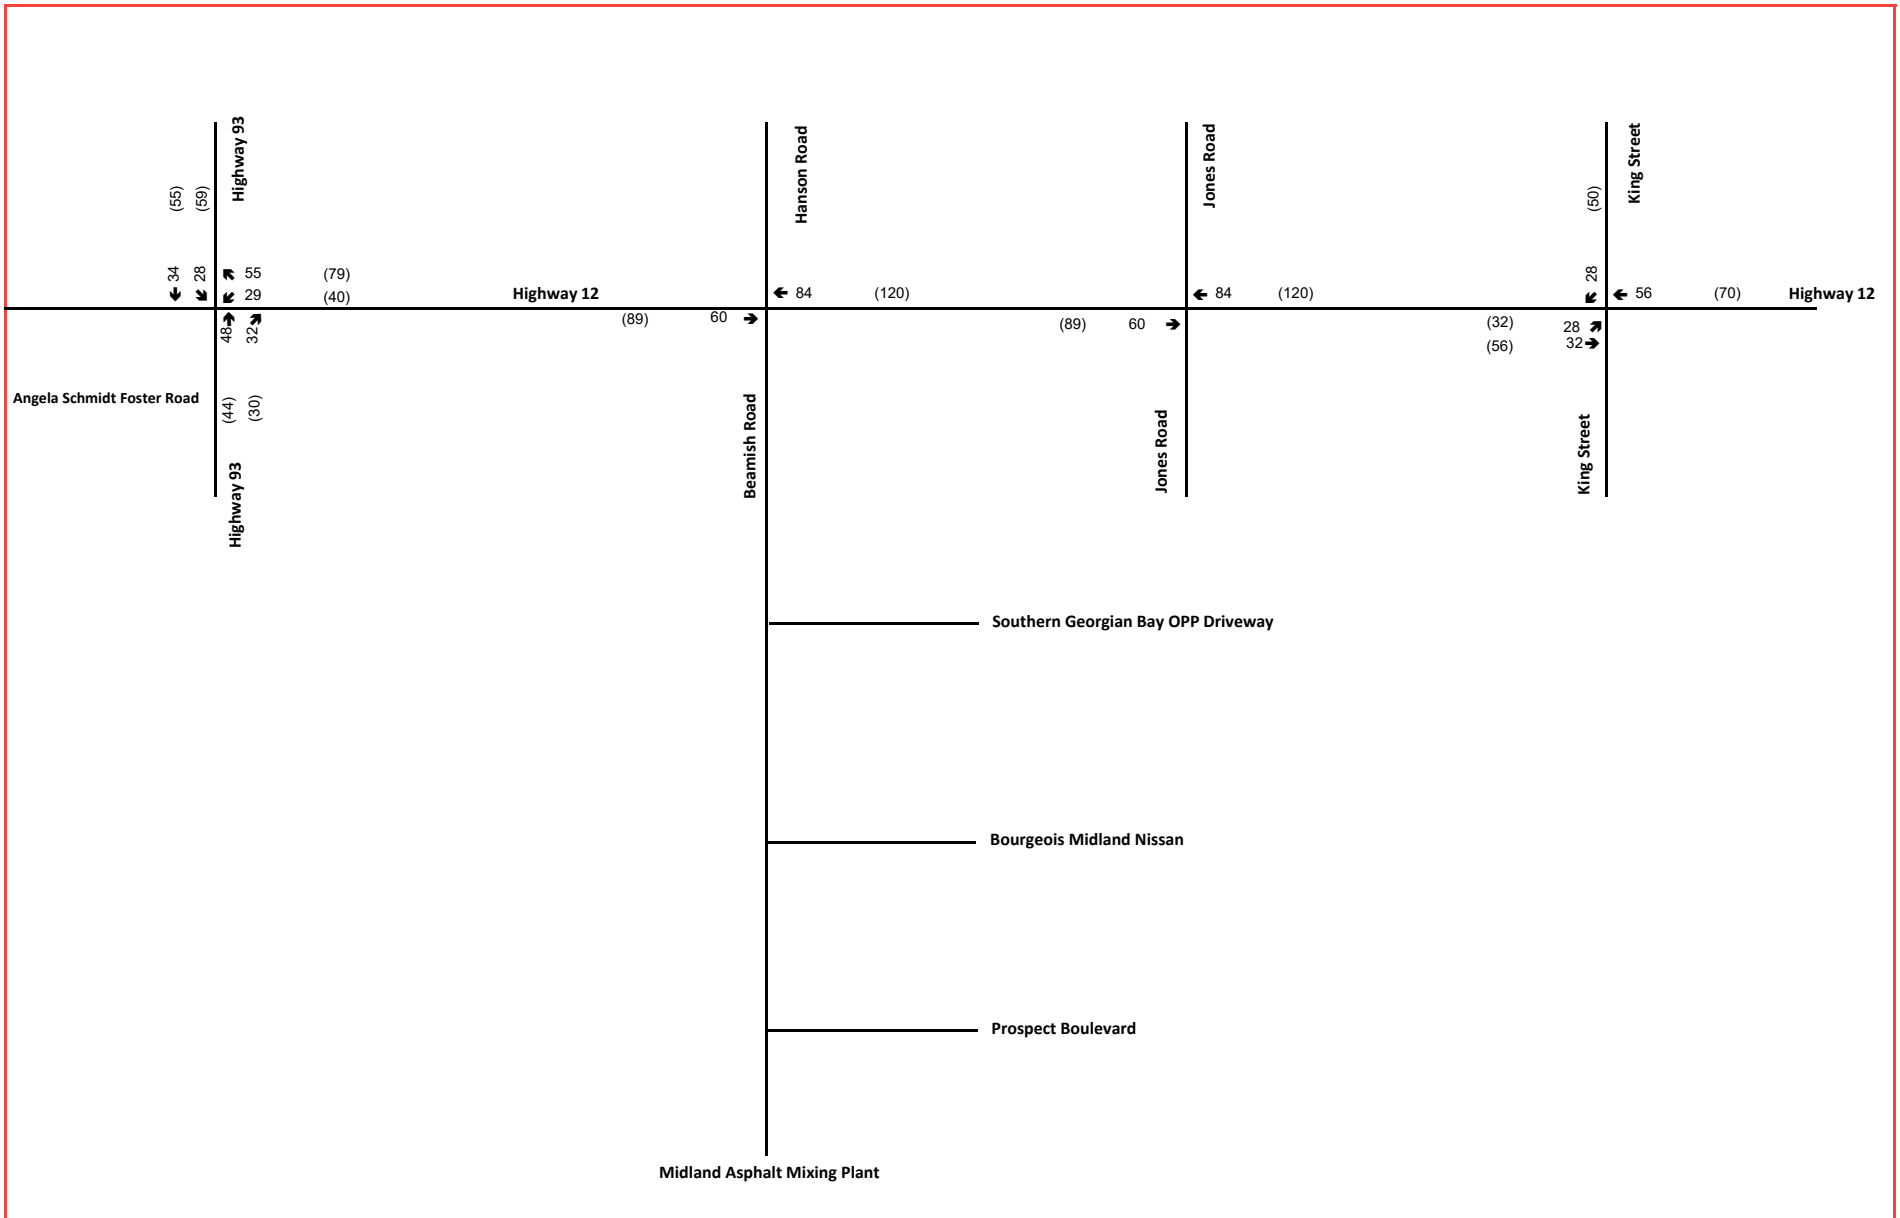 Highway 93
Hanson Road
Jones Road
King Street
(55)
(59)
(50)
34
28
🡴 55 (79)
🡷 29 (40)
Highway 12
🡰 84 (120)
🡰 84 (120)
28
🡰 56 (70)
Highway 12
48
32
(89) 60 🡲
(89) 60 🡲
(32) 28 🡵
(56) 32 🡲
Angela Schmidt Foster Road
(44)
(30)
Highway 93
Beamish Road
Jones Road
King Street
Southern Georgian Bay OPP Driveway
Bourgeois Midland Nissan
Prospect Boulevard
Midland Asphalt Mixing Plant